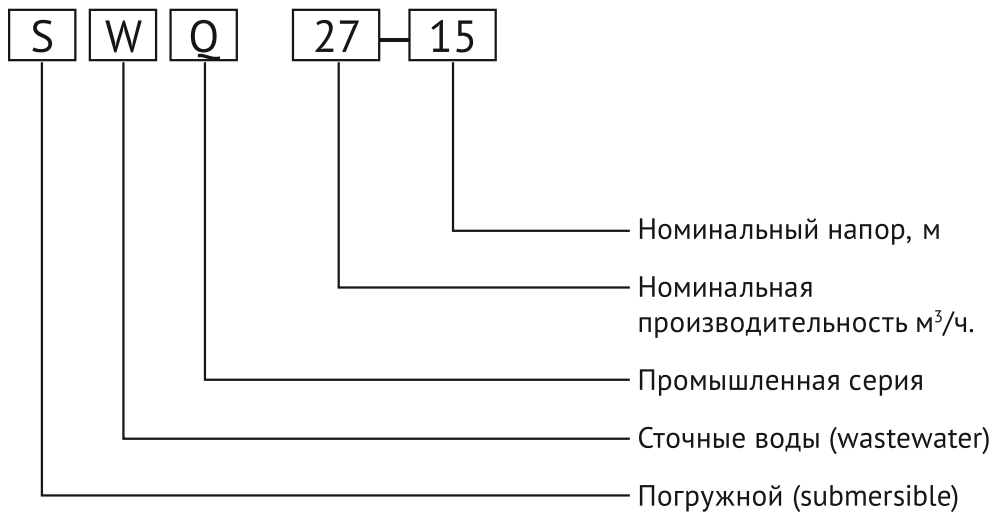 S W Q 27–15
Номинальный напор, м
Номинальная
производительность м³/ч.
Промышленная серия
Сточные воды (wastewater)
Погружной (submersible)